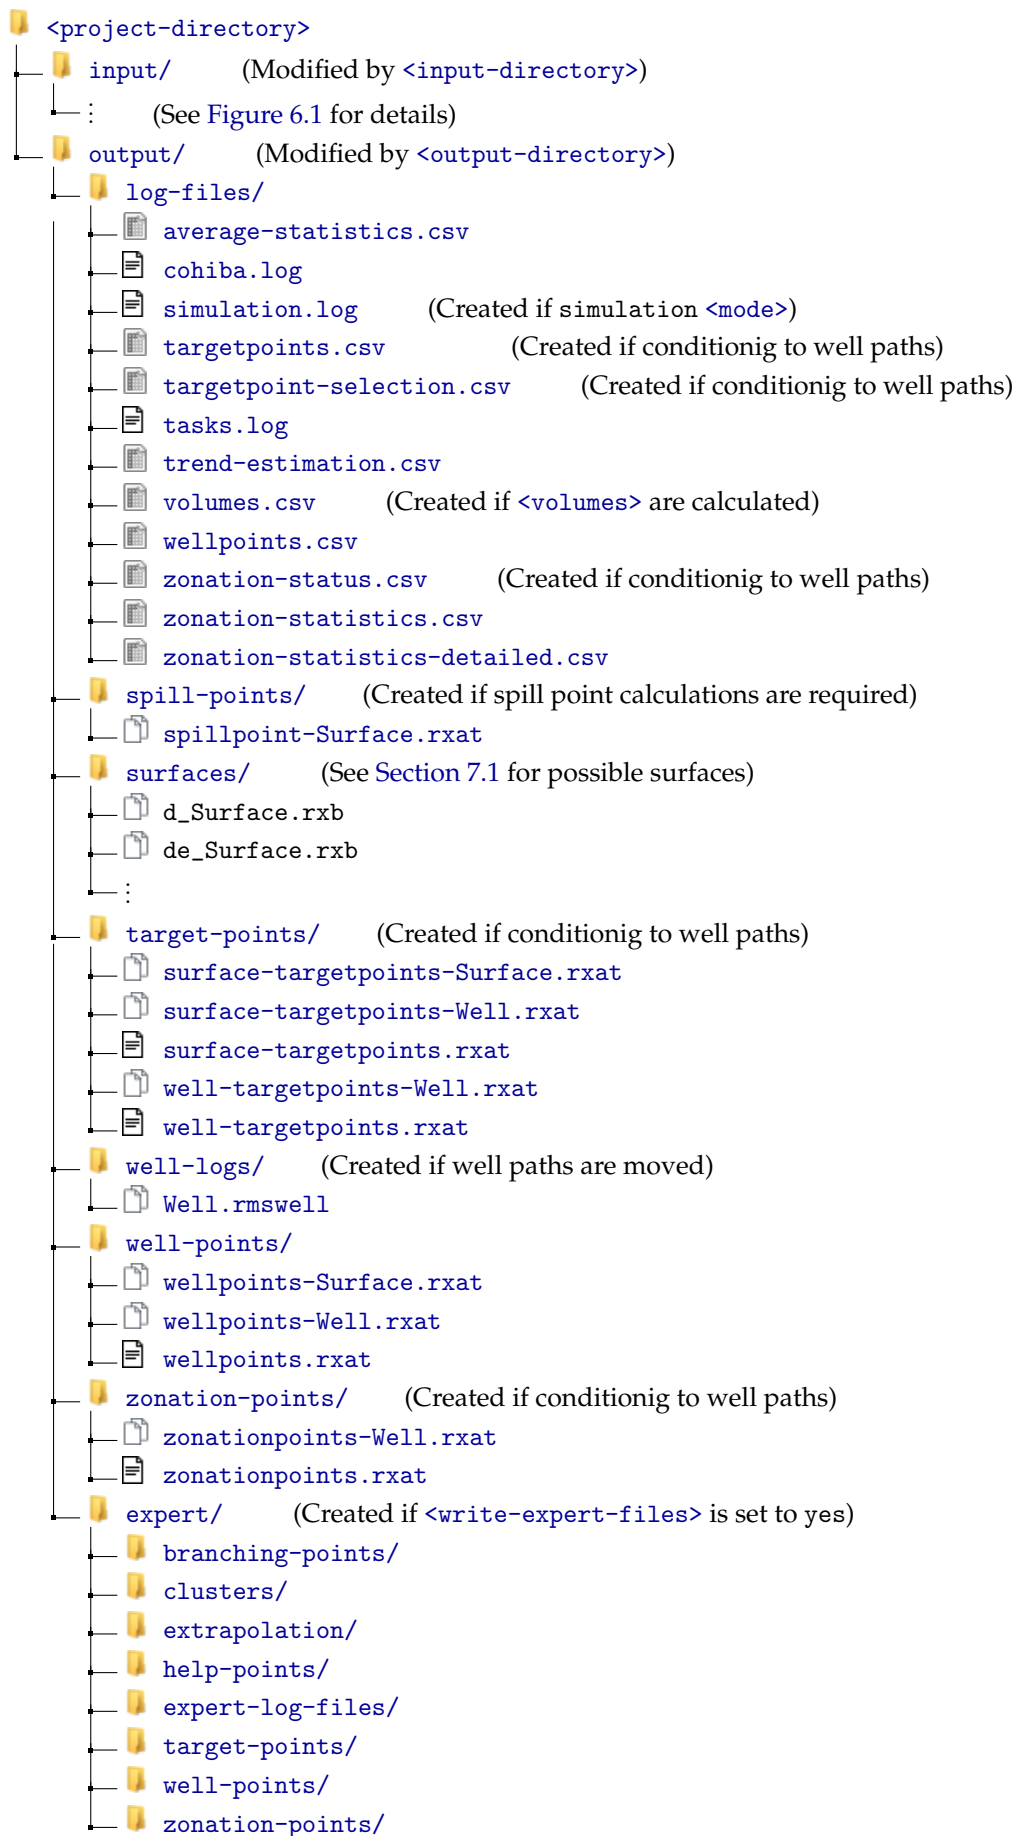 <project-directory>
input/ (Modified by <input-directory>)
⋮ (See Figure 6.1 for details)
output/ (Modified by <output-directory>)
log-files/
average-statistics.csv
cohiba.log
simulation.log (Created if simulation <mode>)
targetpoints.csv (Created if conditionig to well paths)
targetpoint-selection.csv (Created if conditionig to well paths)
tasks.log
trend-estimation.csv
volumes.csv (Created if <volumes> are calculated)
wellpoints.csv
zonation-status.csv (Created if conditionig to well paths)
zonation-statistics.csv
zonation-statistics-detailed.csv
spill-points/ (Created if spill point calculations are required)
spillpoint-Surface.rxat
surfaces/ (See Section 7.1 for possible surfaces)
d_Surface.rxb
de_Surface.rxb
⋮
target-points/ (Created if conditionig to well paths)
surface-targetpoints-Surface.rxat
surface-targetpoints-Well.rxat
surface-targetpoints.rxat
well-targetpoints-Well.rxat
well-targetpoints.rxat
well-logs/ (Created if well paths are moved)
Well.rmswell
well-points/
wellpoints-Surface.rxat
wellpoints-Well.rxat
wellpoints.rxat
zonation-points/ (Created if conditionig to well paths)
zonationpoints-Well.rxat
zonationpoints.rxat
expert/ (Created if <write-expert-files> is set to yes)
branching-points/
clusters/
extrapolation/
help-points/
expert-log-files/
target-points/
well-points/
zonation-points/